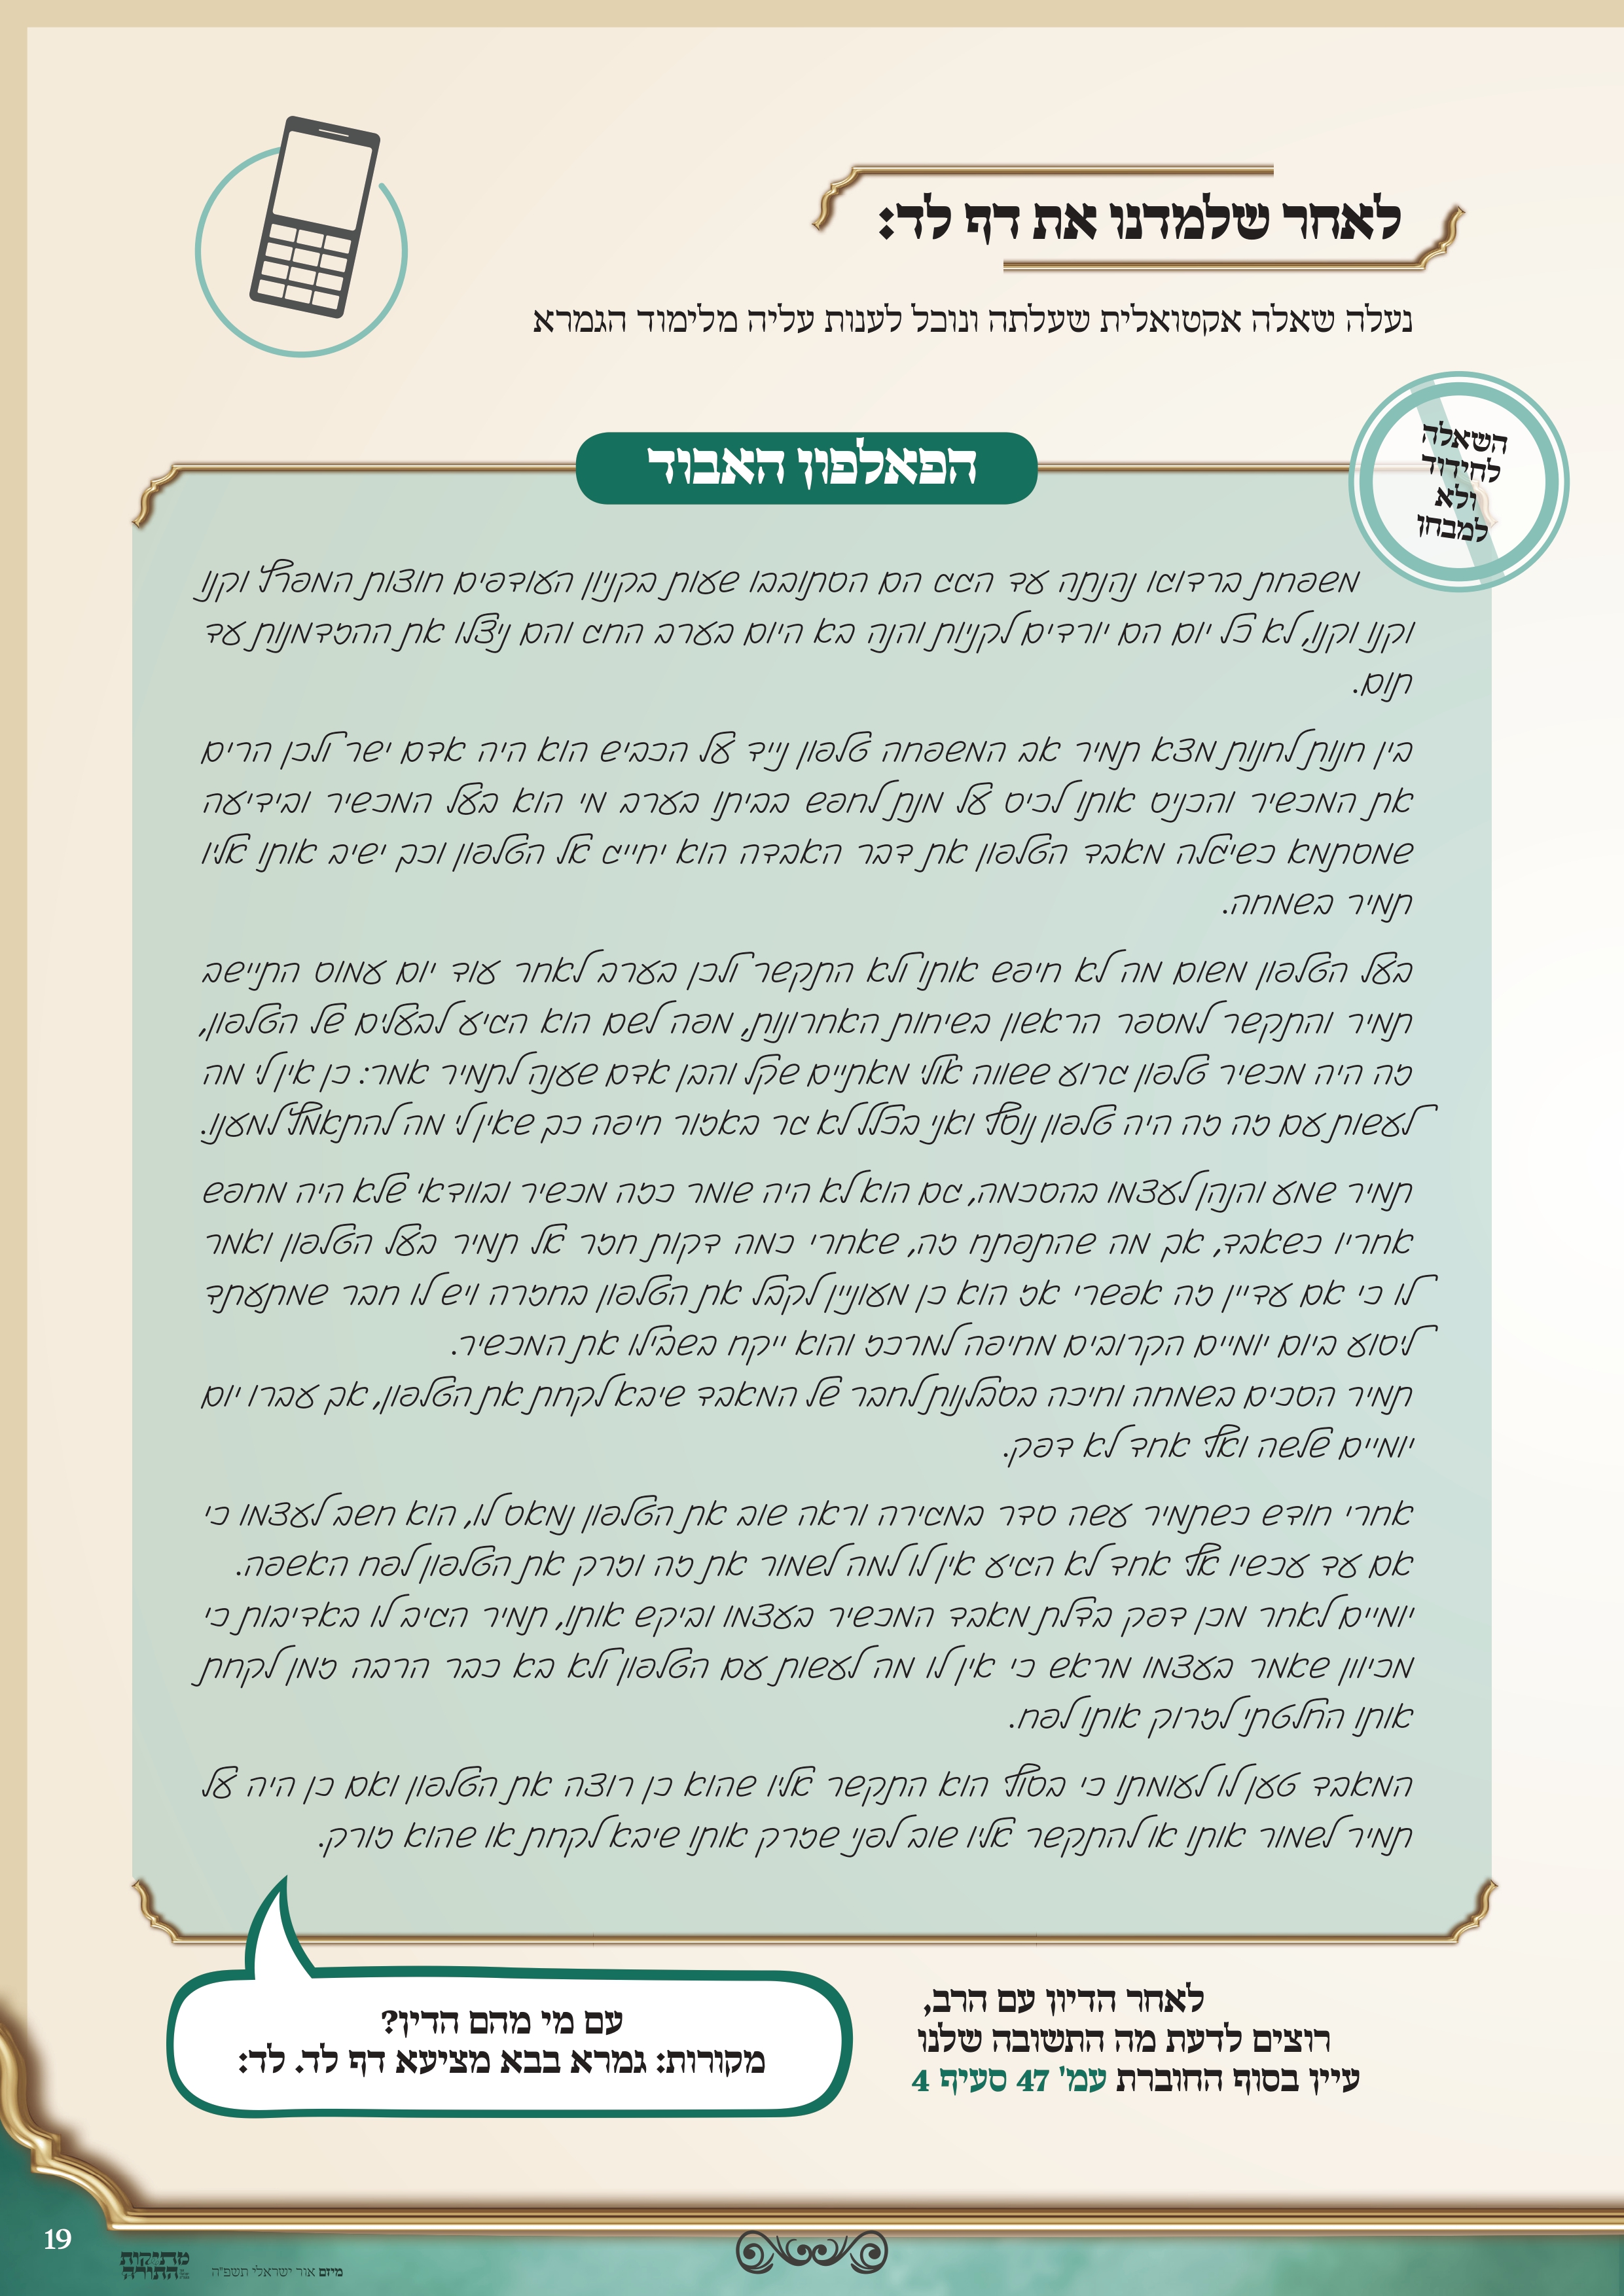 לאחר שלמדנו את דף לד:
נעלה שאלה אקטואלית שעלתה ונוכל לענות עליה מלימוד הגמרא
השאלה
לחידוד
ולא
למבחן
הפאלפון האבוד
משפחת ברדוגו נהנתה עד הגג הם הסתובבו שעות בקניון העודפים חוצות המפרץ וקנו
וקנו וקנו, לא כל יום הם יורדים לקניות והנה בא היום בערב החג והם ניצלו את ההזדמנות עד
תום.
בין חנות לחנות מצא תמיר אב המשפחה טלפון נייד על הכביש הוא היה אדם ישר ולכן הרים
את המכשיר והכניס אותו לכיס על מנת לחפש בביתו בערב מי הוא בעל המכשיר ובידיעה
שמסתמא כשיגלה מאבד הטלפון את דבר האבדה הוא יחייג אל הטלפון וכך ישיב אותו אליו
תמיר בשמחה.
בעל הטלפון משום מה לא חיפש אותו ולא התקשר ולכן בערב לאחר עוד יום עמוס התיישב
תמיר והתקשר למספר הראשון בשיחות האחרונות, מפה לשם הוא הגיע לבעלים של הטלפון,
זה היה מכשיר טלפון גרוע ששווה אולי מאתיים שקל והבן אדם שענה לתמיר אמר: כן אין לי מה
לעשות עם זה זה היה טלפון נוסף ואני בכלל לא גר באזור חיפה כך שאין לי מה להתאמץ למענו.
תמיר שמע והנהן לעצמו בהסכמה, גם הוא לא היה שומר כזה מכשיר ובוודאי שלא היה מחפש
אחריו כשאבד, אך מה שהתפתח זה, שאחרי כמה דקות חזר אל תמיר בעל הטלפון ואמר
לו כי אם עדיין זה אפשרי אז הוא כן מעוניין לקבל את הטלפון בחזרה ויש לו חבר שמתעתד
ליסוע ביום יומיים הקרובים מחיפה למרכז והוא ייקח בשבילו את המכשיר.
תמיר הסכים בשמחה וחיכה בסבלנות לחבר של המאבד שיבא לקחת את הטלפון, אך עברו יום
יומיים שלשה ואף אחד לא דפק.
אחרי חודש כשתמיר עשה סדר במגירה וראה שוב את הטלפון נמאס לו, הוא חשב לעצמו כי
אם עד עכשיו אף אחד לא הגיע אין לו למה לשמור את זה וזרק את הטלפון לפח האשפה.
יומיים לאחר מכן דפק בדלת מאבד המכשיר בעצמו וביקש אותו, תמיר הגיב לו באדיבות כי
מכיוון שאמר בעצמו מראש כי אין לו מה לעשות עם הטלפון ולא בא כבר הרבה זמן לקחת
אותו החלטתי לזרוק אותו לפח.
המאבד טען לו לעומתו כי בסוף הוא התקשר אליו שהוא כן רוצה את הטלפון ואם כן היה על
תמיר לשמור אותו או להתקשר אליו שוב לפני שזרק אותו שיבא לקחת או שהוא זורק.
עם מי מהם הדין?
מקורות: גמרא בבא מציעא דף לד. לד:
לאחר הדיון עם הרב,
רוצים לדעת מה התשובה שלנו
עיין בסוף החוברת עמ' 47 סעיף 4
19
מתיקות
התורה
מיזם אור ישראלי תשפ"ה